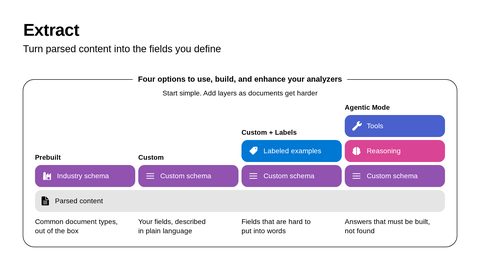 Extract
Turn parsed content into the fields you define
Four options to use, build, and enhance your analyzers
Start simple. Add layers as documents get harder
Agentic Mode
Tools
Custom + Labels
Labeled examples
Reasoning
Prebuilt
Custom
Industry schema
Custom schema
Custom schema
Custom schema
Parsed content
Common document types,
out of the box
Your fields, described
in plain language
Fields that are hard to
put into words
Answers that must be built,
not found